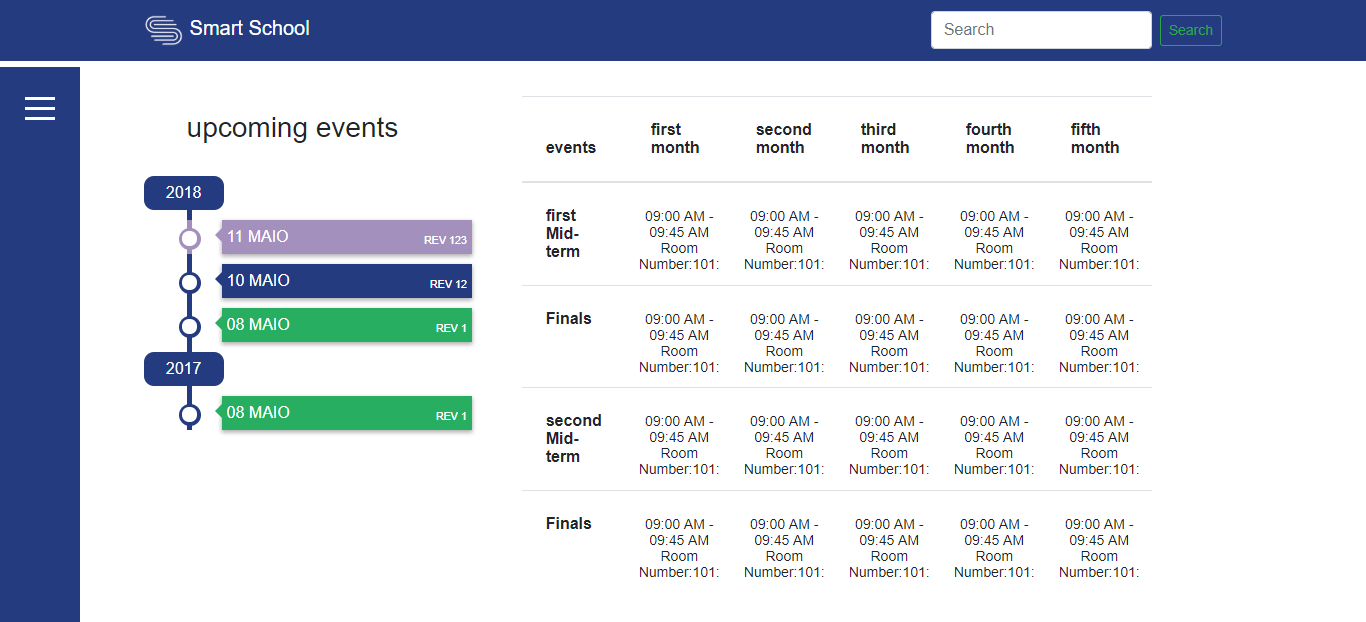 Smart School
Search
Search
upcoming events
2018
11 MAIO REV 123
10 MAIO REV 12
08 MAIO REV 1
2017
08 MAIO REV 1
events first month second month third month fourth month fifth month
first
Mid-
term
09:00 AM - 09:00 AM - 09:00 AM - 09:00 AM - 09:00 AM -
09:45 AM 09:45 AM 09:45 AM 09:45 AM 09:45 AM
Room Room Room Room Room
Number:101: Number:101: Number:101: Number:101: Number:101:
Finals
09:00 AM - 09:00 AM - 09:00 AM - 09:00 AM - 09:00 AM -
09:45 AM 09:45 AM 09:45 AM 09:45 AM 09:45 AM
Room Room Room Room Room
Number:101: Number:101: Number:101: Number:101: Number:101:
second
Mid-
term
09:00 AM - 09:00 AM - 09:00 AM - 09:00 AM - 09:00 AM -
09:45 AM 09:45 AM 09:45 AM 09:45 AM 09:45 AM
Room Room Room Room Room
Number:101: Number:101: Number:101: Number:101: Number:101:
Finals
09:00 AM - 09:00 AM - 09:00 AM - 09:00 AM - 09:00 AM -
09:45 AM 09:45 AM 09:45 AM 09:45 AM 09:45 AM
Room Room Room Room Room
Number:101: Number:101: Number:101: Number:101: Number:101: